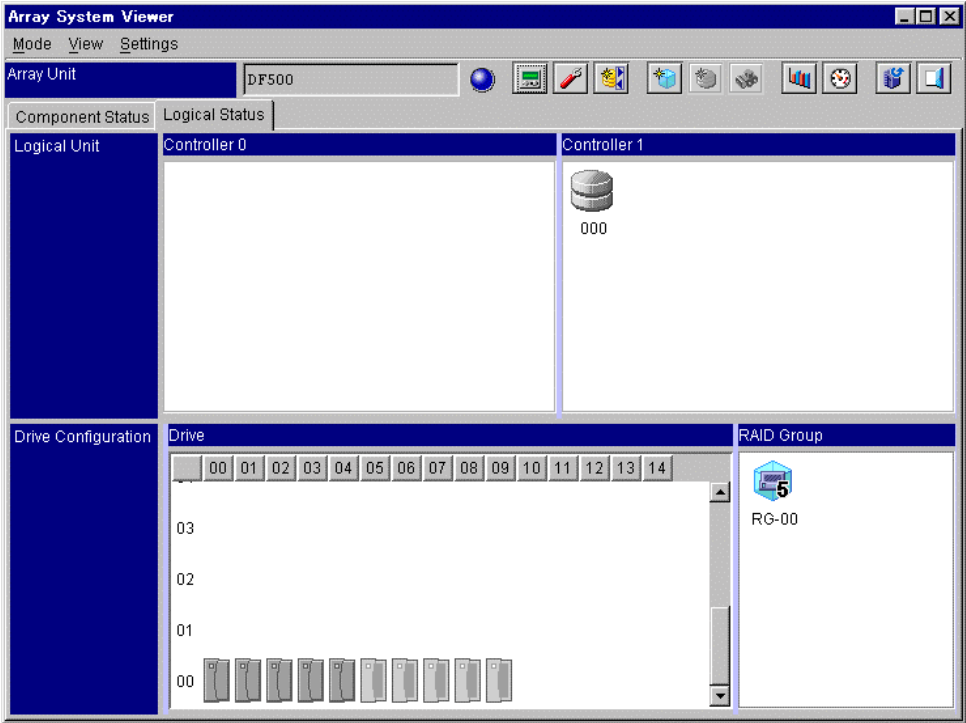 Array System Viewer
Mode View Settings
Array Unit DF500
Component Status Logical Status
Logical Unit Controller 0 Controller 1
000
Drive Configuration Drive RAID Group
00 01 02 03 04 05 06 07 08 09 10 11 12 13 14
5
RG-00
03
02
01
00